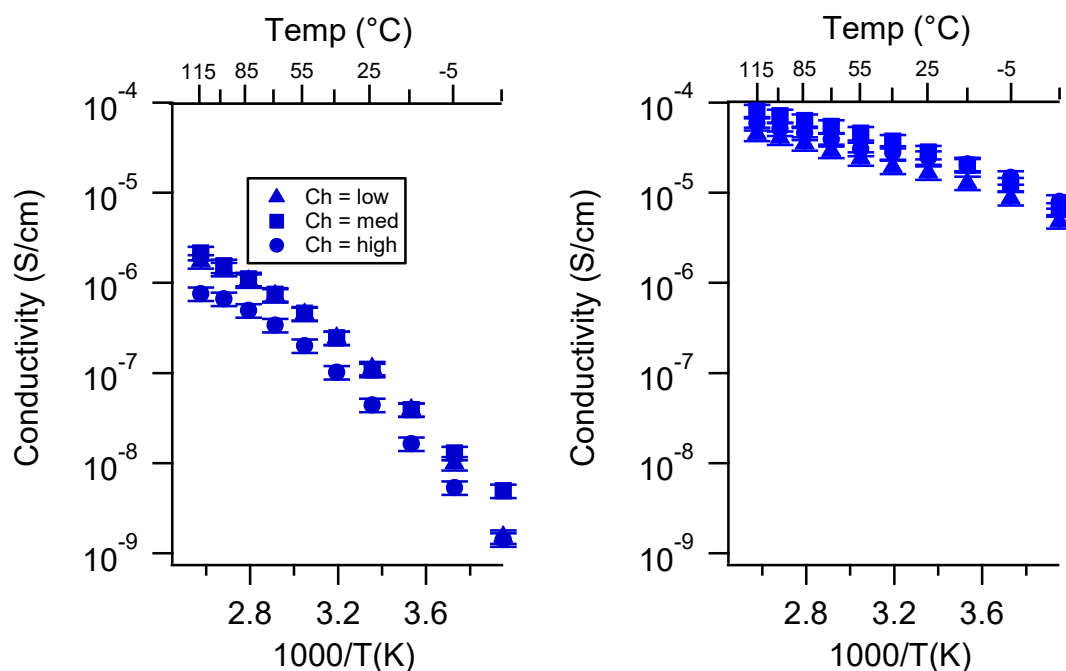 Temp (°C)
115 85 55 25 -5
10-4
10-5
10-6
10-7
10-8
10-9
Conductivity (S/cm)
Ch = low
Ch = med
Ch = high
2.8 3.2 3.6
1000/T(K)
Temp (°C)
115 85 55 25 -5
10-4
10-5
10-6
10-7
10-8
10-9
Conductivity (S/cm)
2.8 3.2 3.6
1000/T(K)